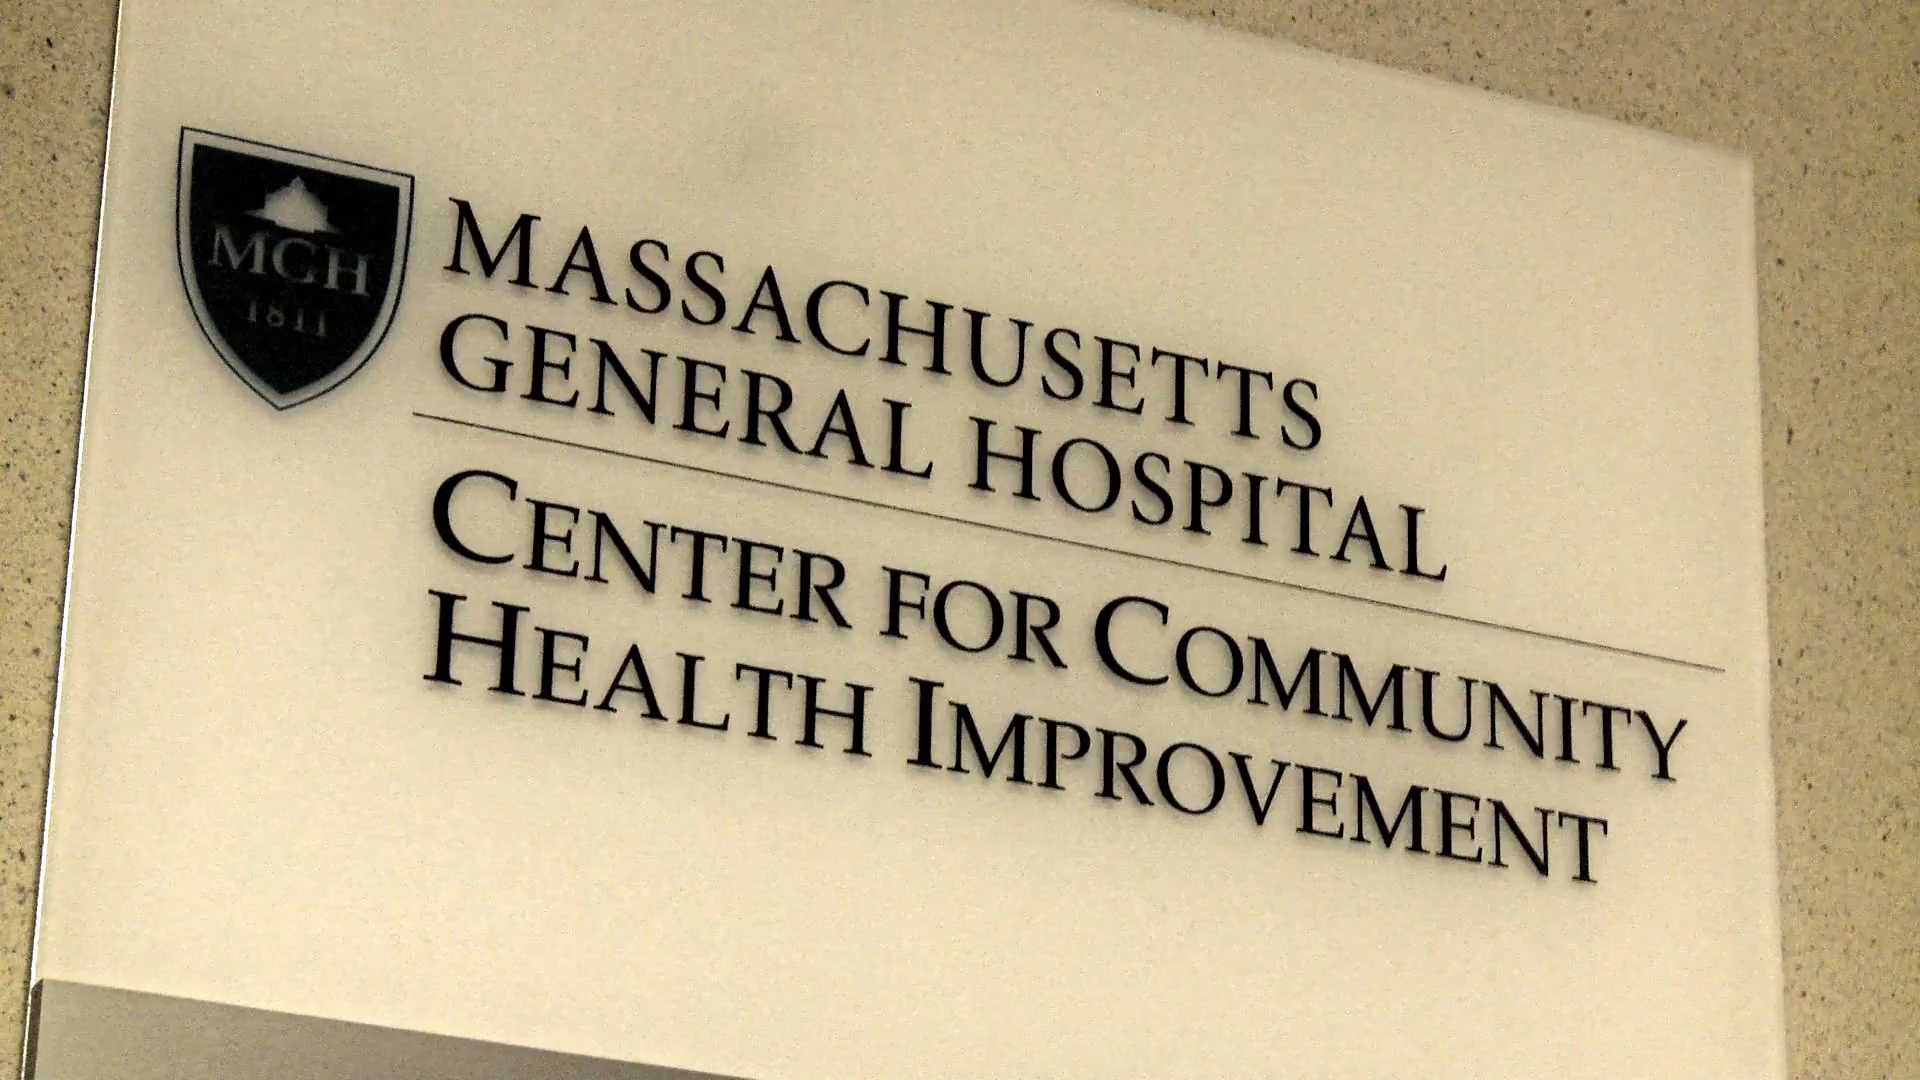 MGH
1811
MASSACHUSETTS
GENERAL HOSPITAL
CENTER FOR COMMUNITY
HEALTH IMPROVEMENT